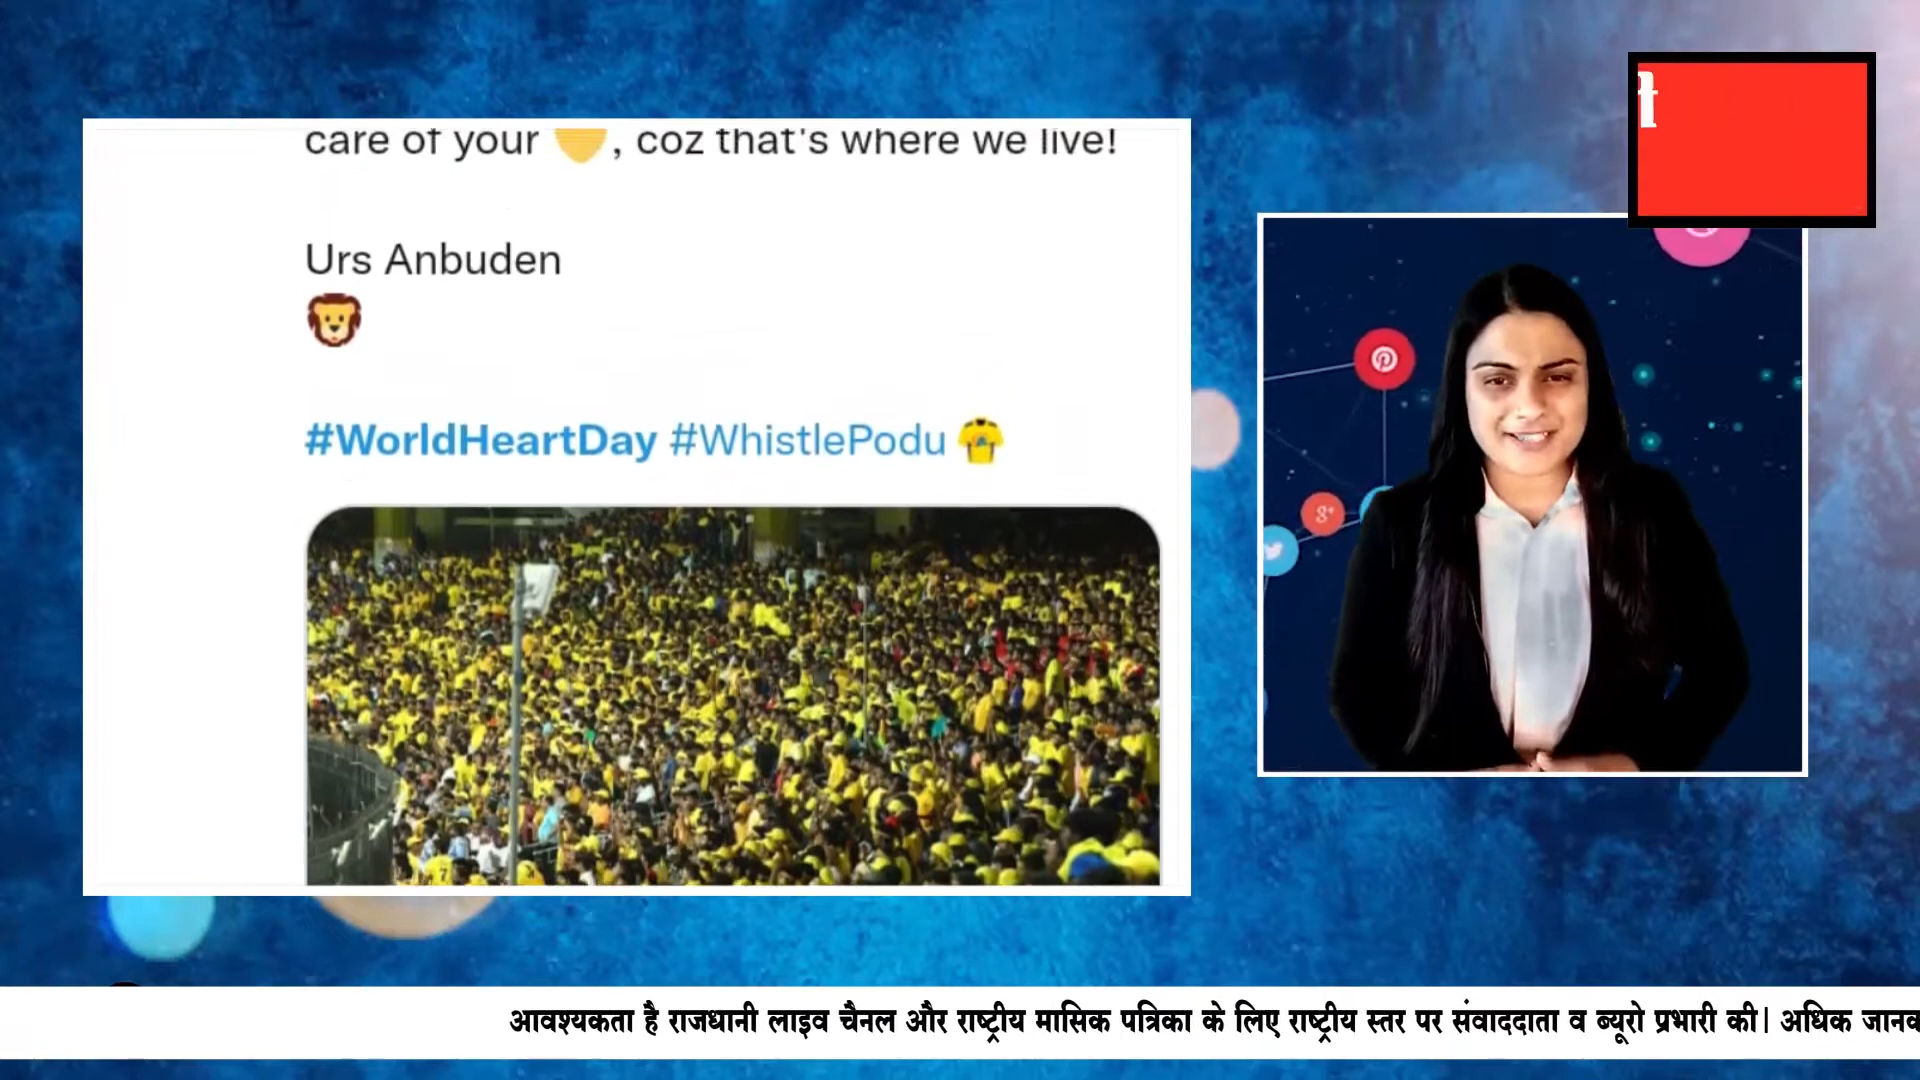 care of your 💛, coz that's where we live!
Urs Anbuden
🦁
#WorldHeartDay #WhistlePodu
आवश्यकता है राजधानी लाइव चैनल और राष्ट्रीय मासिक पत्रिका के लिए राष्ट्रीय स्तर पर संवाददाता व ब्यूरो प्रभारी की| अधिक